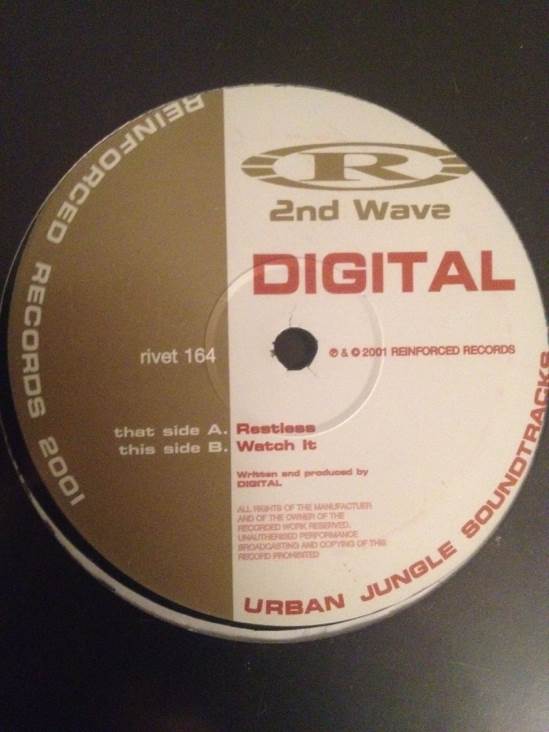 REINFORCED RECORDS 2001
R
2nd Wave
DIGITAL
rivet 164
℗ & © 2001 REINFORCED RECORDS
that side A. Restless
this side B. Watch It
Written and produced by
DIGITAL
ALL RIGHTS OF THE MANUFACTUER
AND OF THE OWNER OF THE
RECORDED WORK RESERVED.
UNAUTHERISED PERFORMANCE
BROADCASTING AND COPYING OF THIS
RECORD PROHIBITED
URBAN JUNGLE SOUNDTRACKS